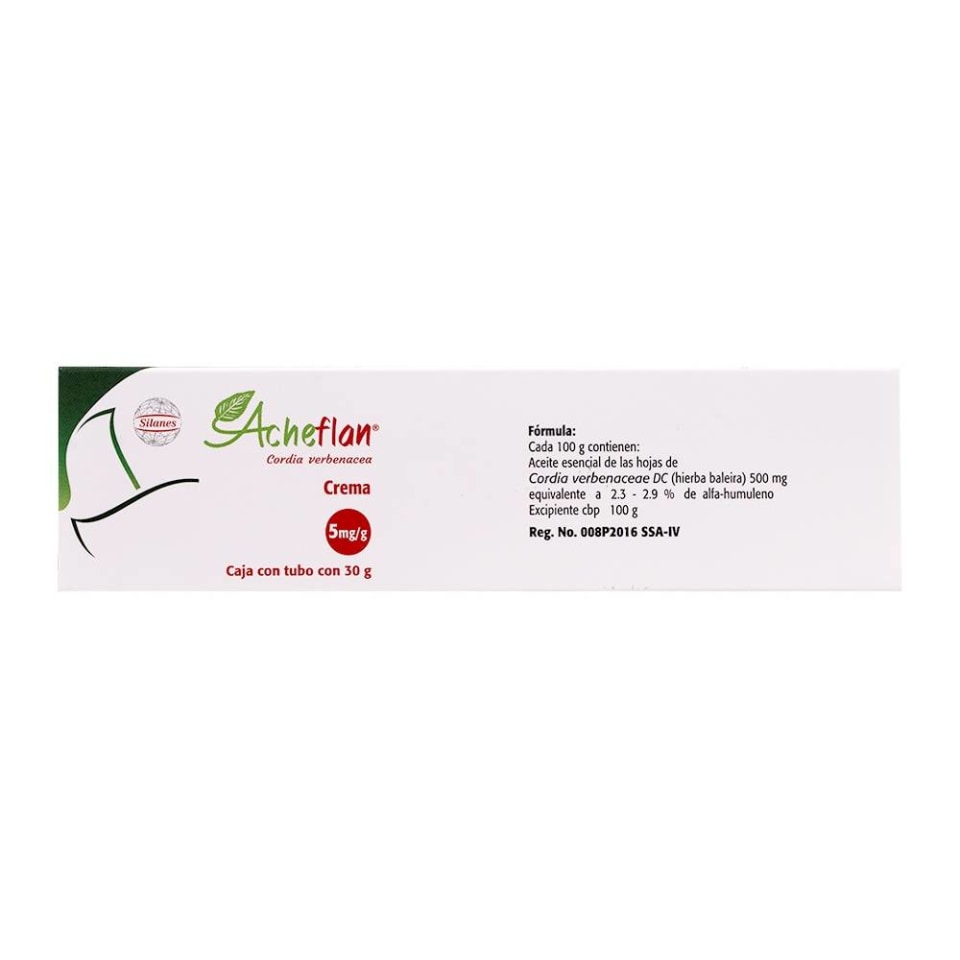 Silanes
Acheflan®
Cordia verbenacea
Crema
5mg/g
Caja con tubo con 30 g
Fórmula:
Cada 100 g contienen:
Aceite esencial de las hojas de
Cordia verbenaceae DC (hierba baleira) 500 mg
equivalente a 2.3 - 2.9 % de alfa-humuleno
Excipiente cbp 100 g
Reg. No. 008P2016 SSA-IV